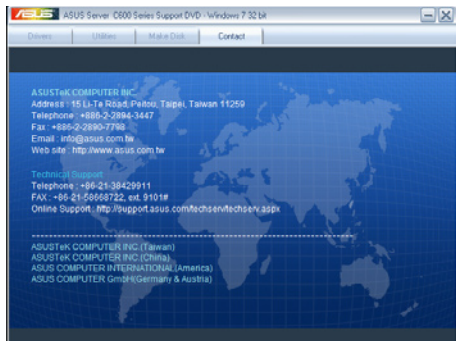 ASUS ASUS Server C600 Series Support DVD - Windows 7 32 bit
Drivers Utilities Make Disk Contact
ASUSTeK COMPUTER INC.
Address : 15 Li-Te Road, Peitou, Taipei, Taiwan 11259
Telephone : +886-2-2894-3447
Fax : +886-2-2890-7798
Email : info@asus.com.tw
Web site : http://www.asus.com.tw
Technical Support
Telephone : +86-21-38429911
FAX : +86-21-58668722, ext. 9101#
Online Support : http://support.asus.com/techserv/techserv.aspx
ASUSTeK COMPUTER INC.(Taiwan)
ASUSTeK COMPUTER INC.(China)
ASUS COMPUTER INTERNATIONAL(America)
ASUS COMPUTER GmbH(Germany & Austria)